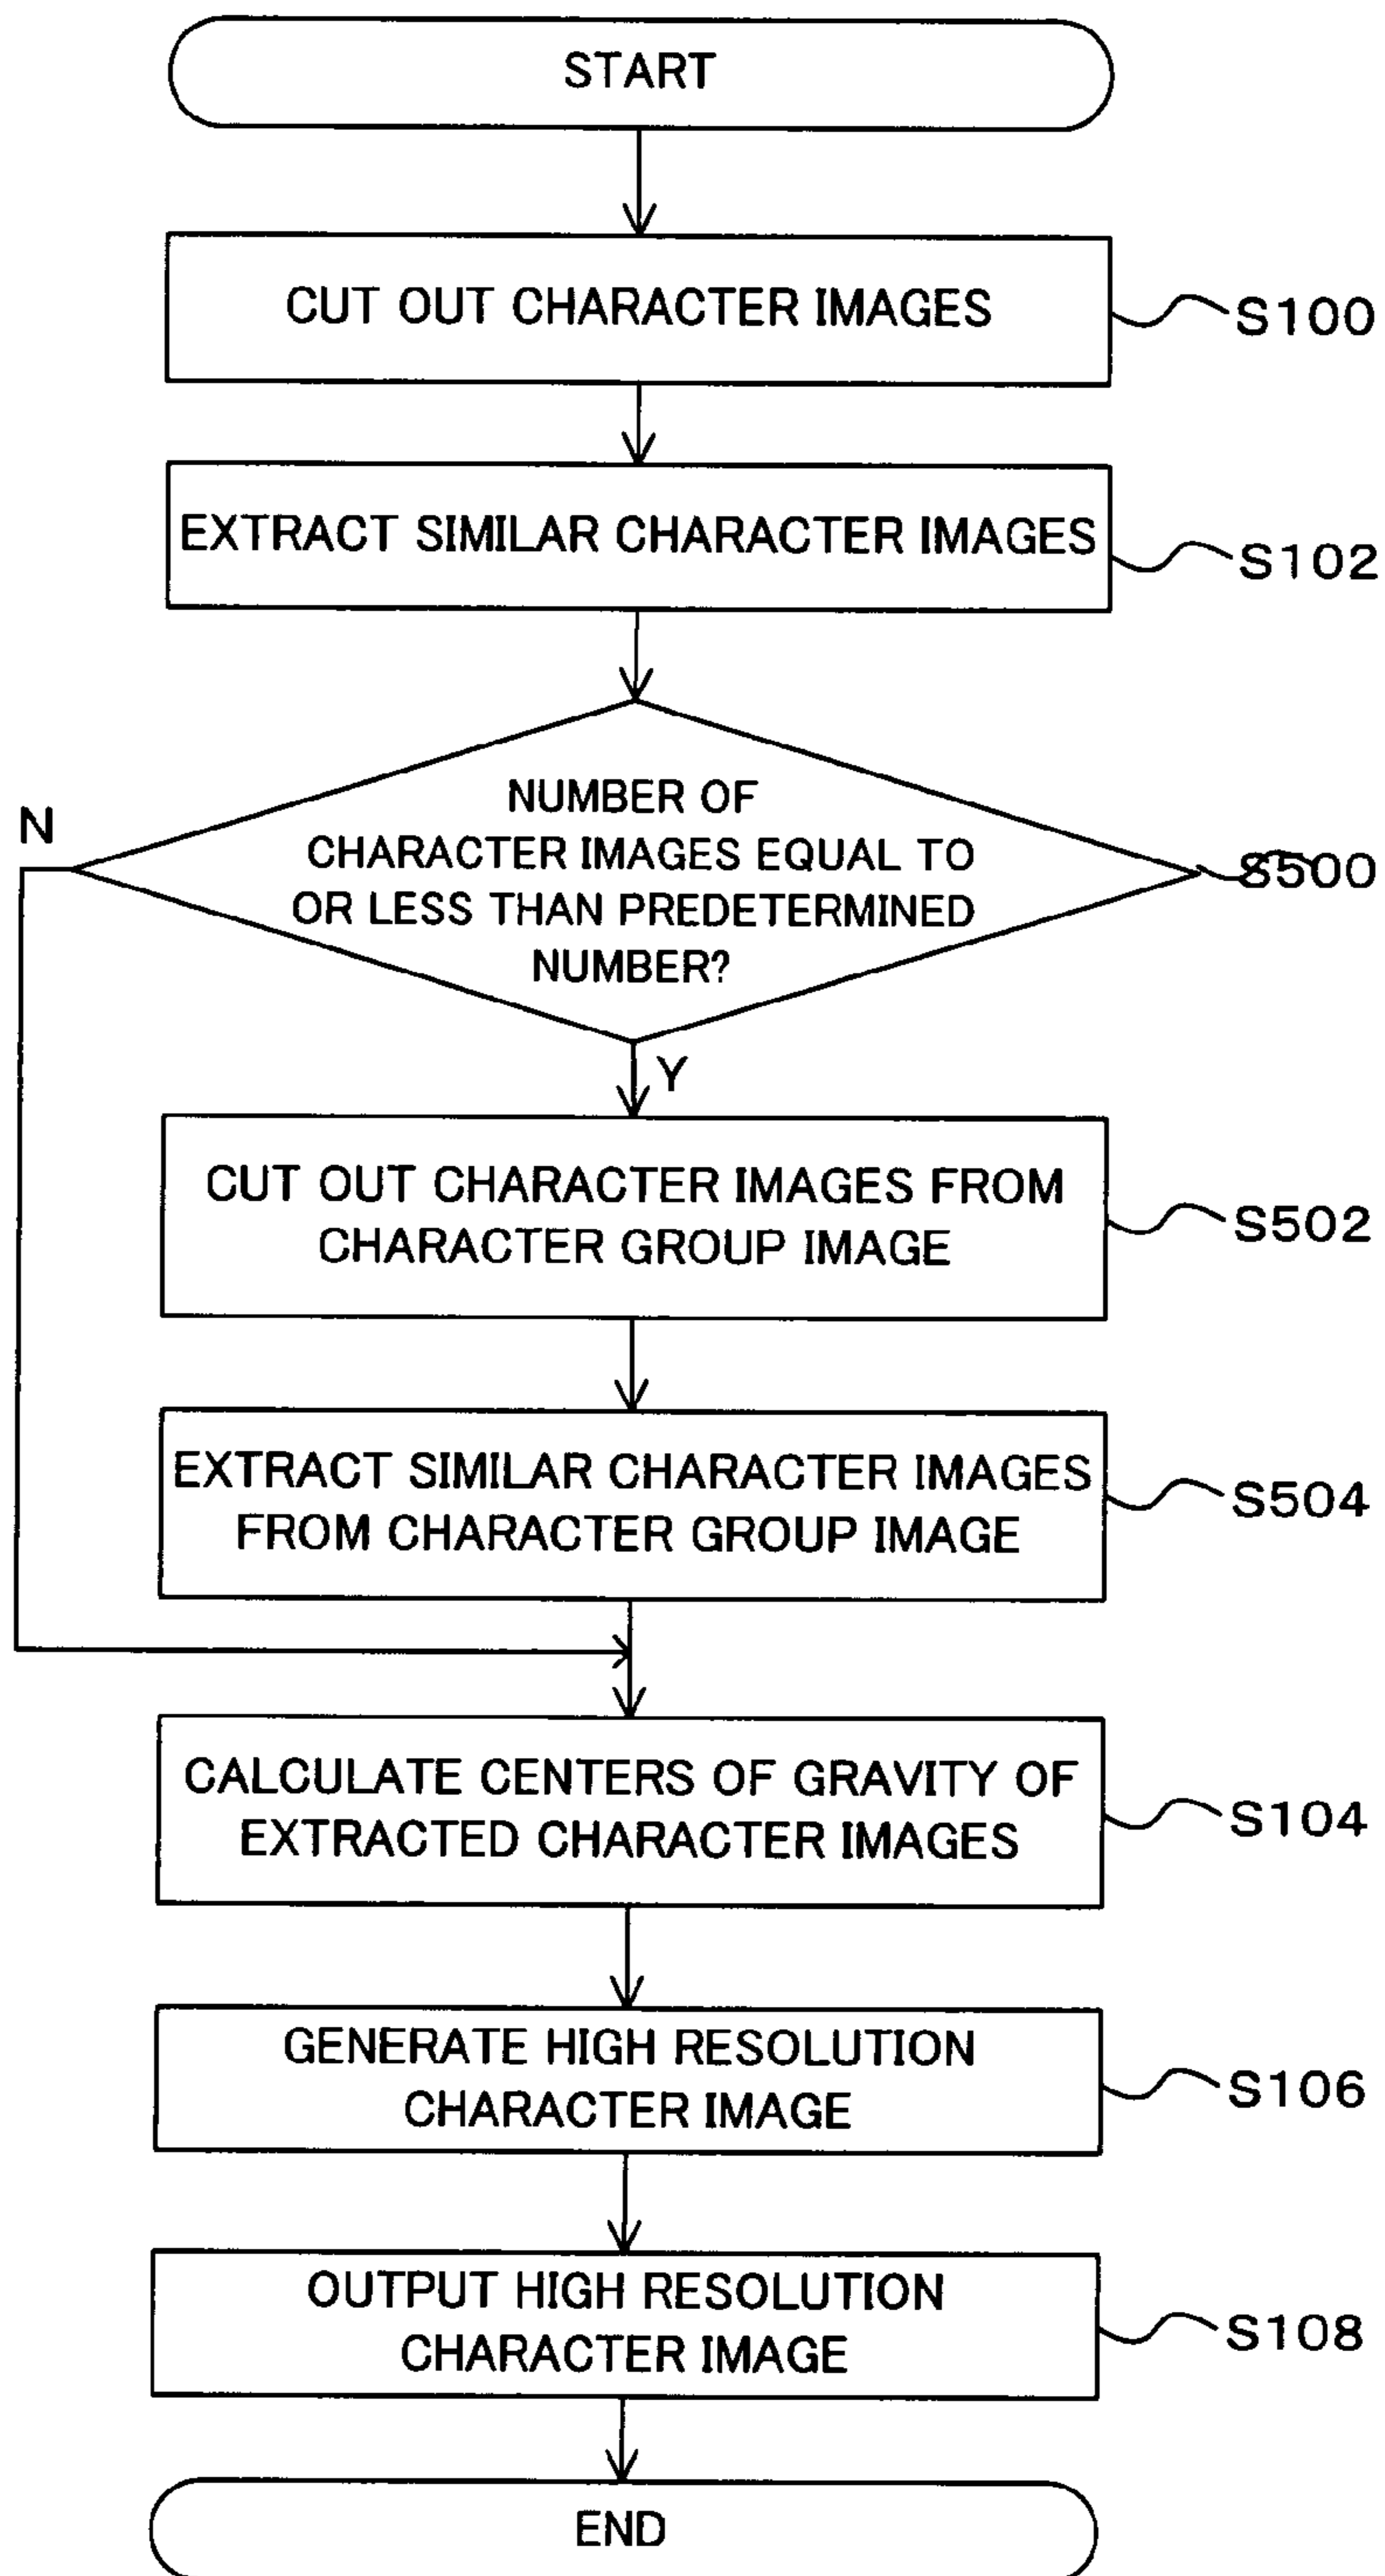 START
CUT OUT CHARACTER IMAGES
S100
EXTRACT SIMILAR CHARACTER IMAGES
S102
NUMBER OF
CHARACTER IMAGES EQUAL TO
OR LESS THAN PREDETERMINED
NUMBER?
S500
N
Y
CUT OUT CHARACTER IMAGES FROM
CHARACTER GROUP IMAGE
S502
EXTRACT SIMILAR CHARACTER IMAGES
FROM CHARACTER GROUP IMAGE
S504
CALCULATE CENTERS OF GRAVITY OF
EXTRACTED CHARACTER IMAGES
S104
GENERATE HIGH RESOLUTION
CHARACTER IMAGE
S106
OUTPUT HIGH RESOLUTION
CHARACTER IMAGE
S108
END